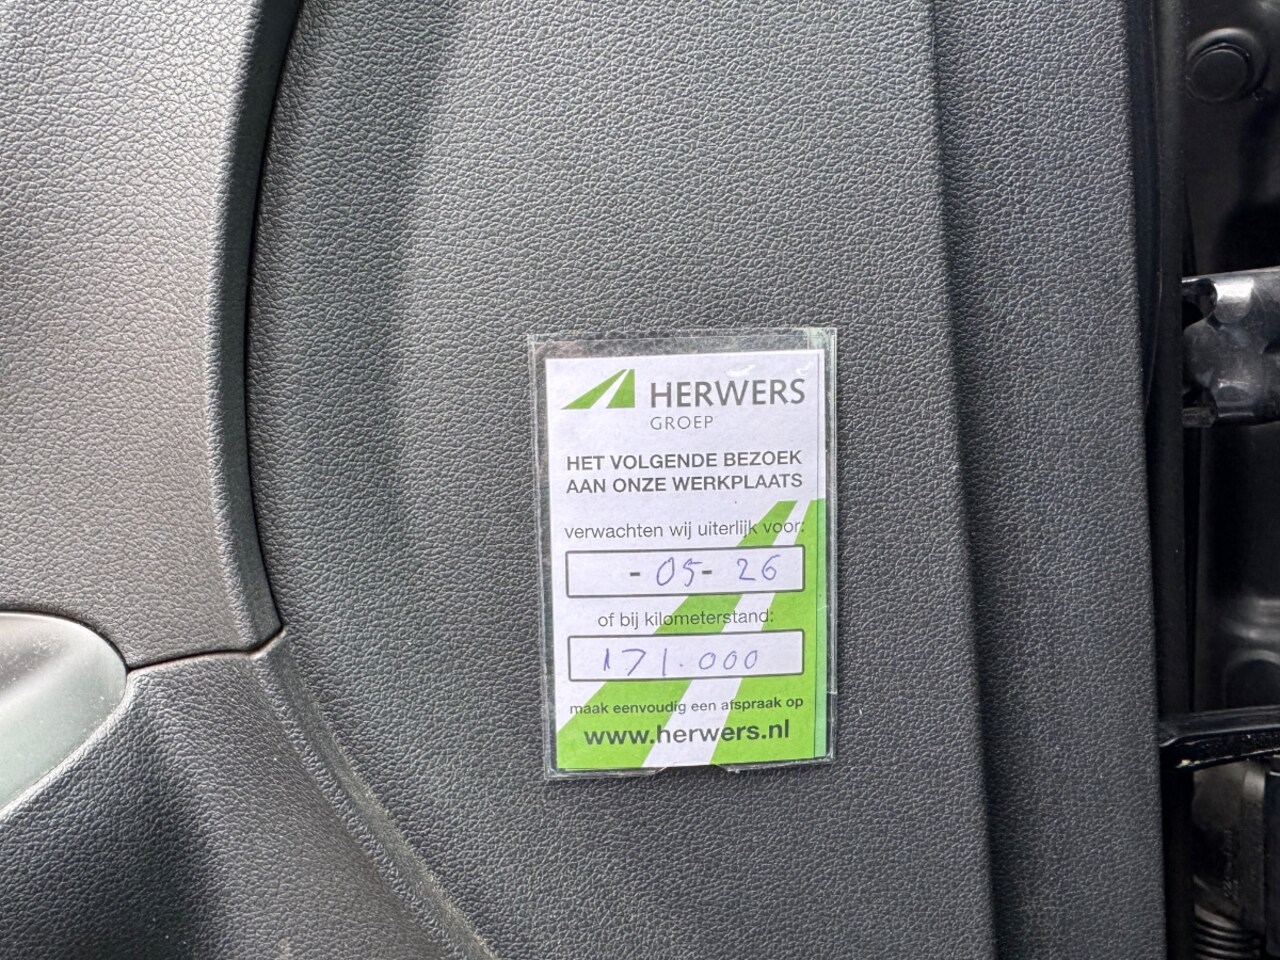 HERWERS
GROEP
HET VOLGENDE BEZOEK
AAN ONZE WERKPLAATS
verwachten wij uiterlijk voor:
- 05- 26
of bij kilometerstand:
171.000
maak eenvoudig een afspraak op
www.herwers.nl